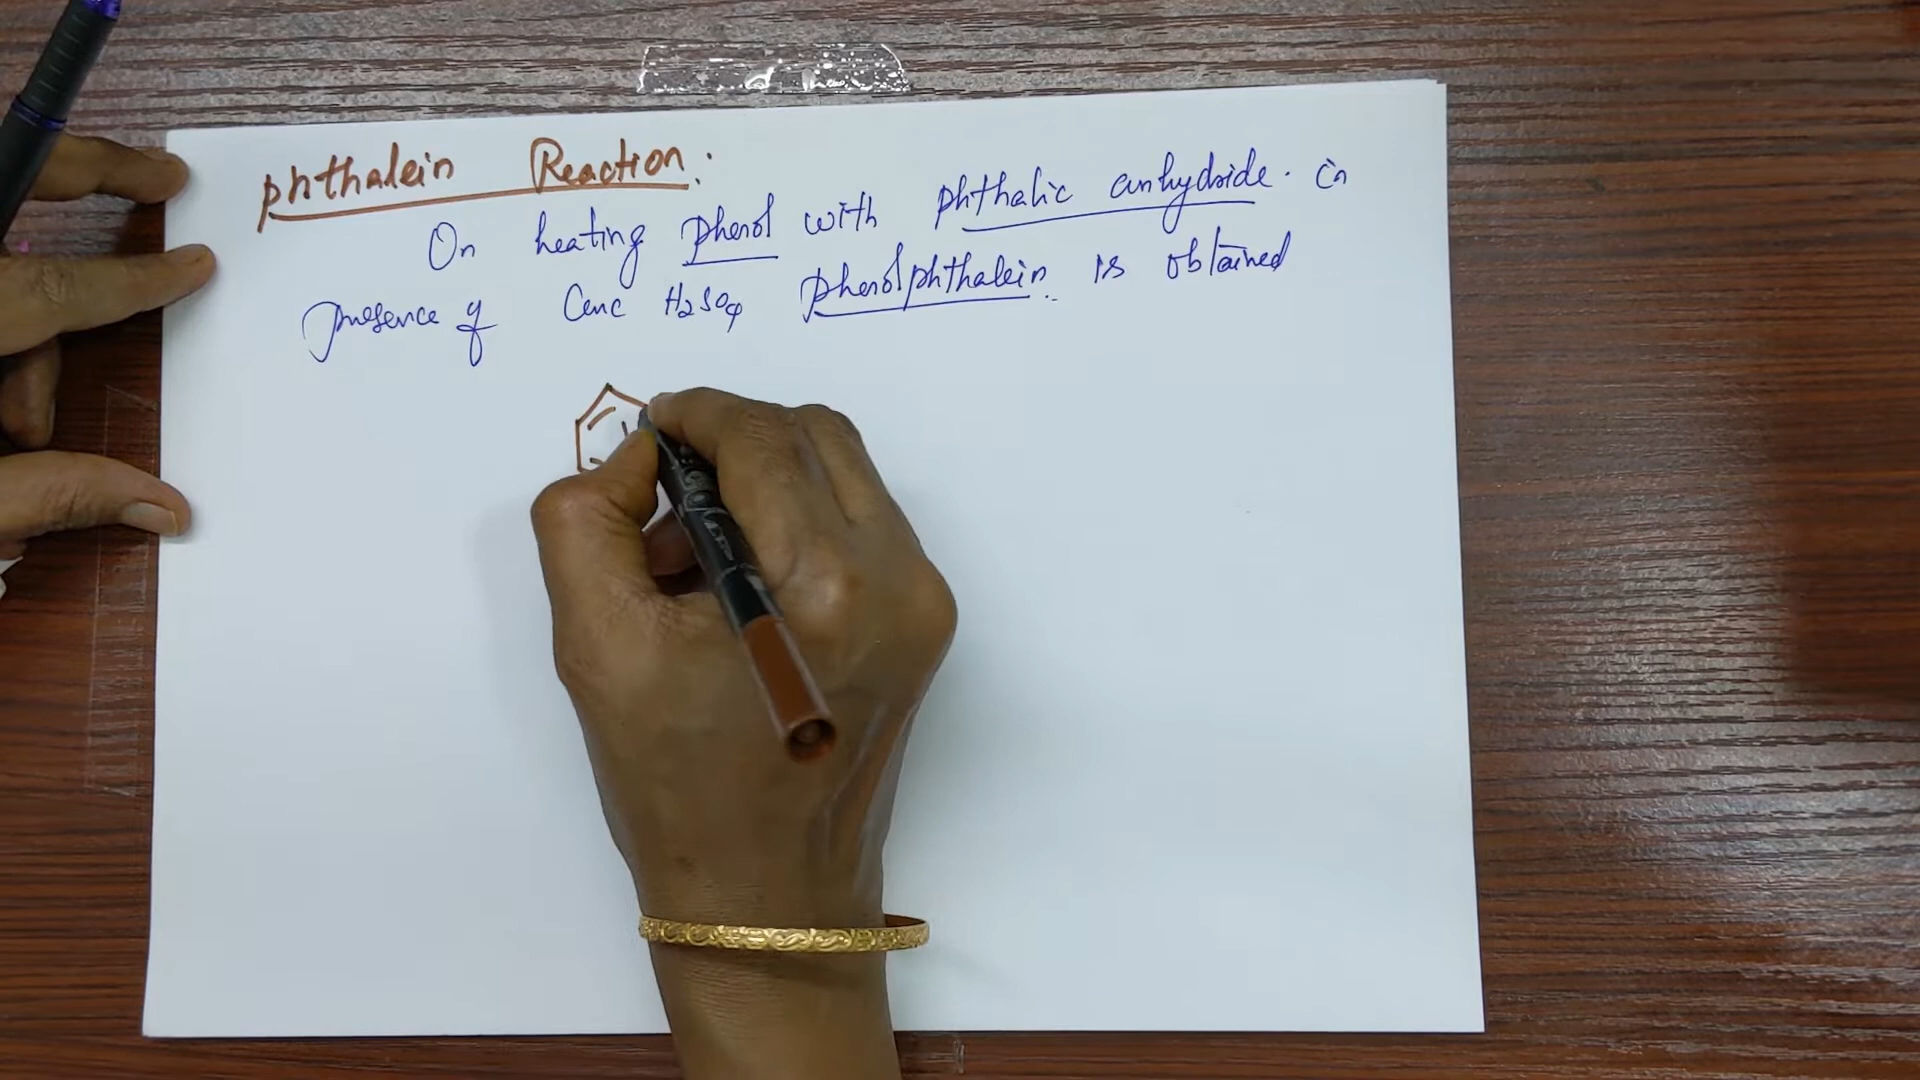 phthalein Reaction.
On heating phenol with phthalic anhydride. in
presence of Conc H2SO4 phenolphthalein is obtained